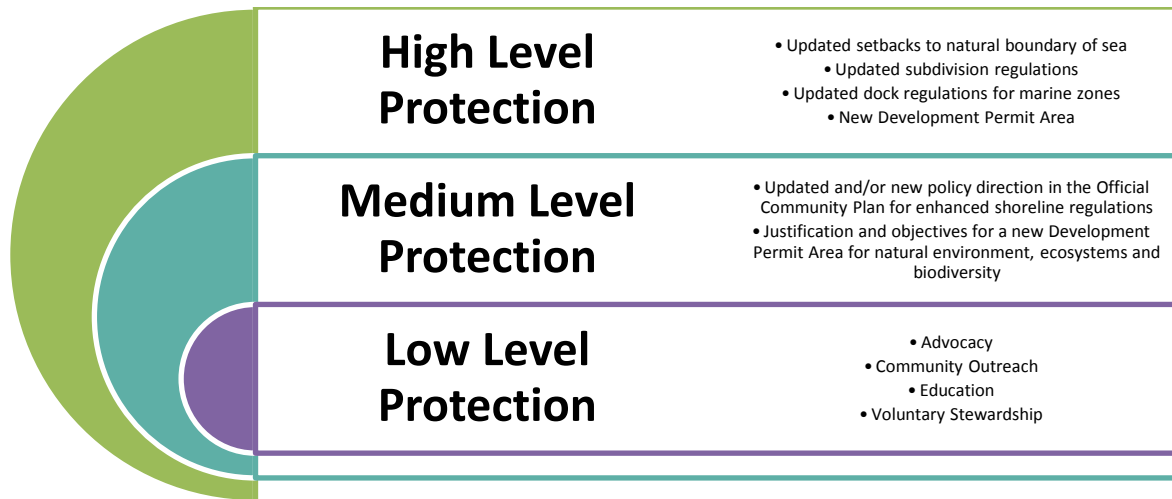 High Level
Protection
• Updated setbacks to natural boundary of sea
• Updated subdivision regulations
• Updated dock regulations for marine zones
• New Development Permit Area
Medium Level
Protection
• Updated and/or new policy direction in the Official
Community Plan for enhanced shoreline regulations
• Justification and objectives for a new Development
Permit Area for natural environment, ecosystems and
biodiversity
Low Level
Protection
• Advocacy
• Community Outreach
• Education
• Voluntary Stewardship